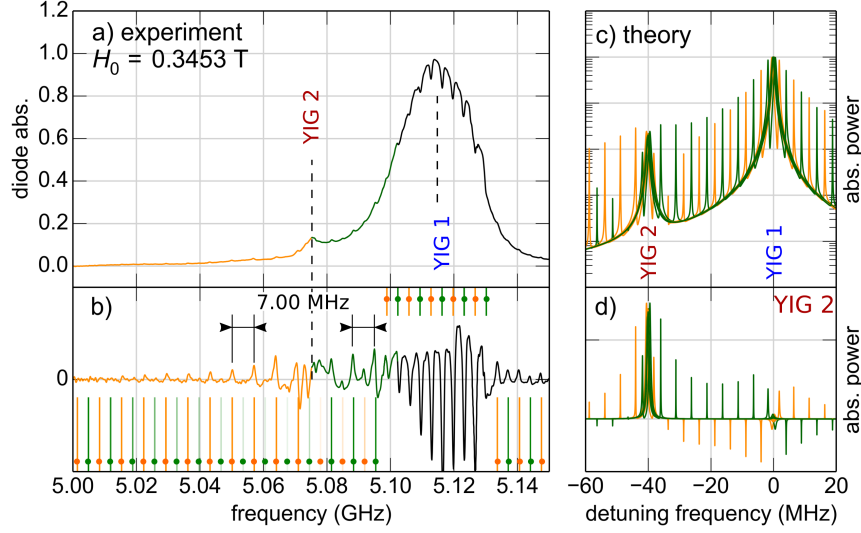 a) experiment
H₀ = 0.3453 T
diode abs.
1.2
1.0
0.8
0.6
0.4
0.2
0.0
YIG 2
YIG 1
b)
7.00 MHz
0
5.00
5.02
5.04
5.06
5.08
5.10
5.12
5.14
frequency (GHz)
c) theory
abs. power
YIG 2
YIG 1
d)
YIG 2
abs. power
−60
−40
−20
0
20
detuning frequency (MHz)